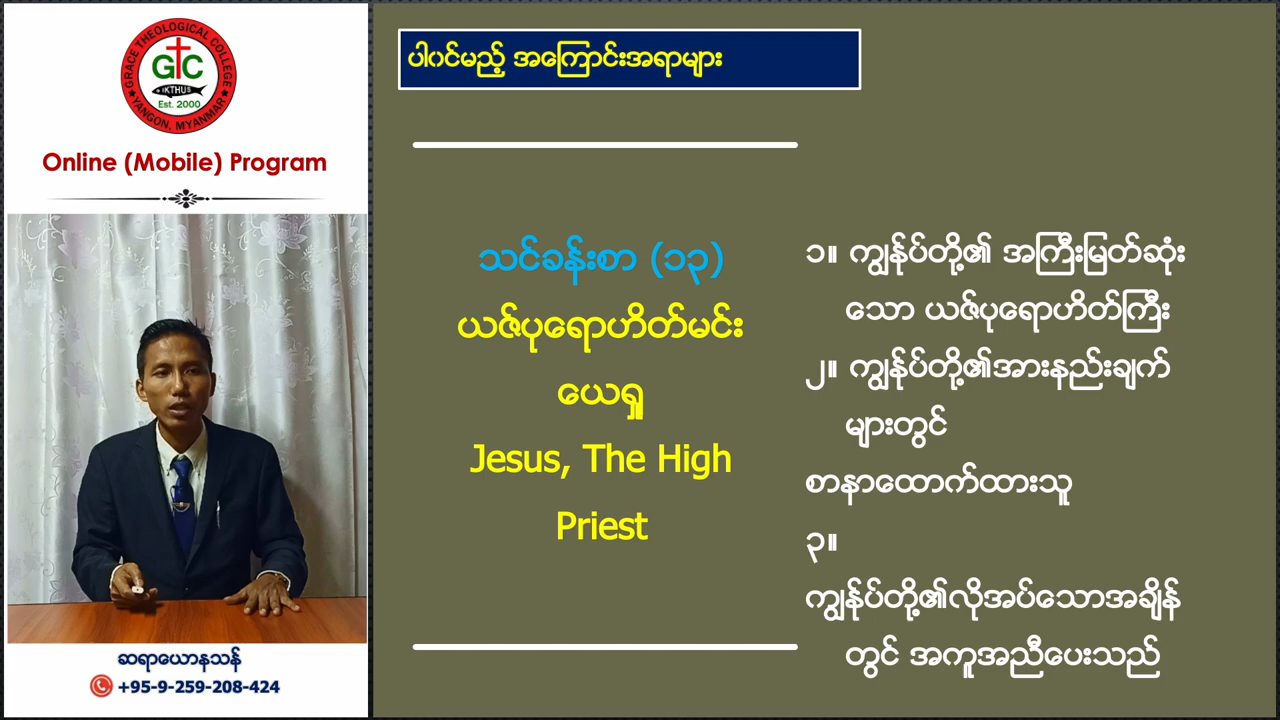 GRACE THEOLOGICAL COLLEGE
GTC
IKTHUS
Est. 2000
YANGON, MYANMAR
Online (Mobile) Program
ဆရာယောနသန်
+95-9-259-208-424
ပါဝင်မည့် အကြောင်းအရာများ
သင်ခန်းစာ (၁၃)
ယဇ်ပုရောဟိတ်မင်း
ယေရှု
Jesus, The High
Priest
၁။ ကျွန်ုပ်တို့၏ အကြီးမြတ်ဆုံး
သော ယဇ်ပုရောဟိတ်ကြီး
၂။ ကျွန်ုပ်တို့၏အားနည်းချက်
များတွင်
စာနာထောက်ထားသူ
၃။
ကျွန်ုပ်တို့၏လိုအပ်သောအချိန်
တွင် အကူအညီပေးသည်